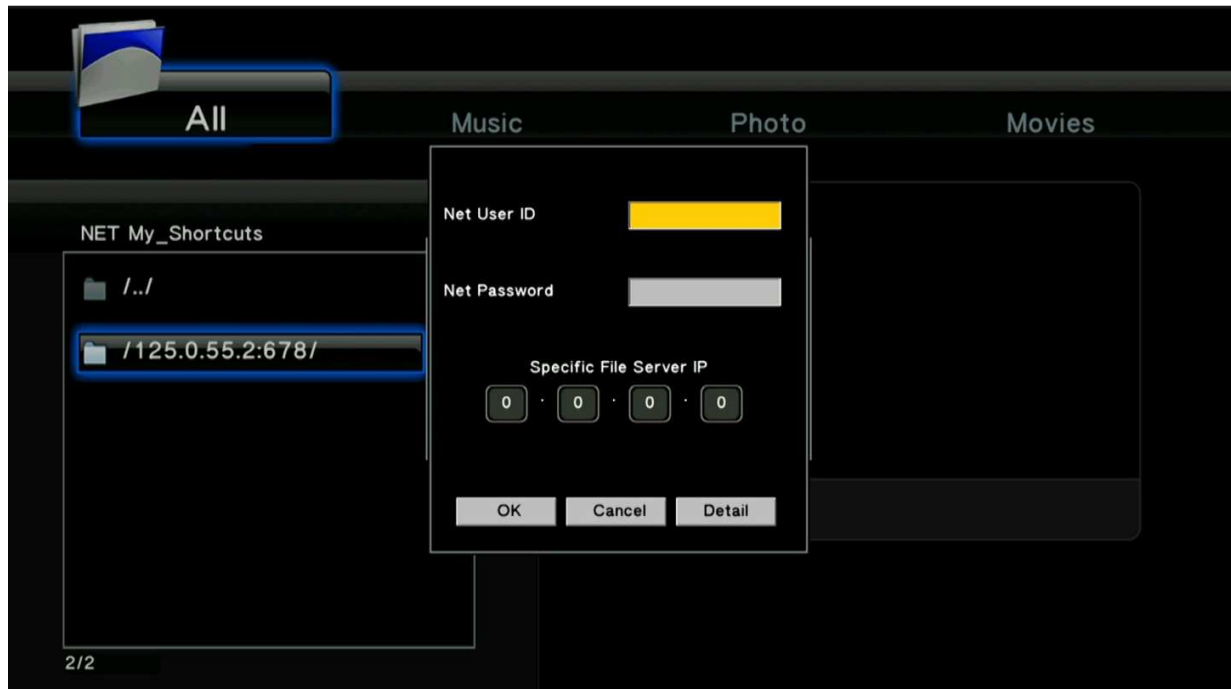 All
Music
Photo
Movies
NET My_Shortcuts
/../
/125.0.55.2:678/
2/2
Net User ID
Net Password
Specific File Server IP
0 . 0 . 0 . 0
OK Cancel Detail